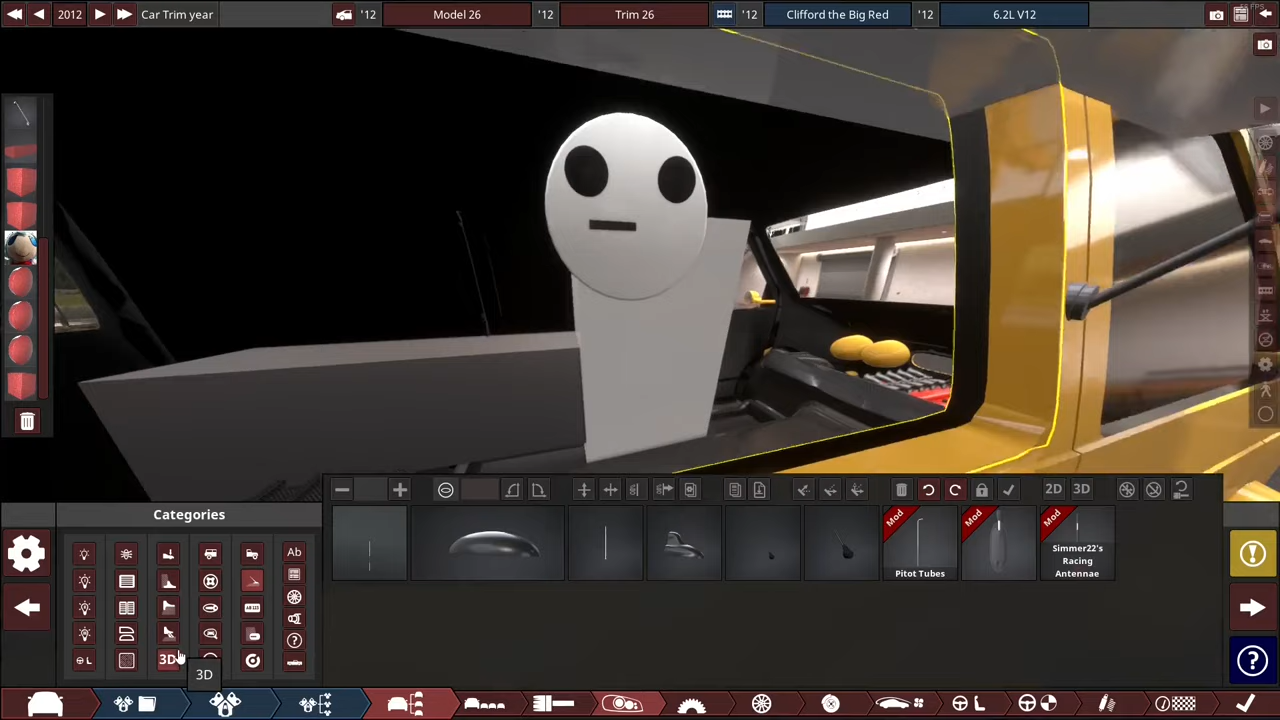 2012 Car Trim year '12 Model 26 '12 Trim 26 '12 Clifford the Big Red '12 6.2L V12
2D 3D
Categories
Ab
Mod Mod Mod
Pitot Tubes
Simmer22's
Racing
Antennae
L
3D
3D